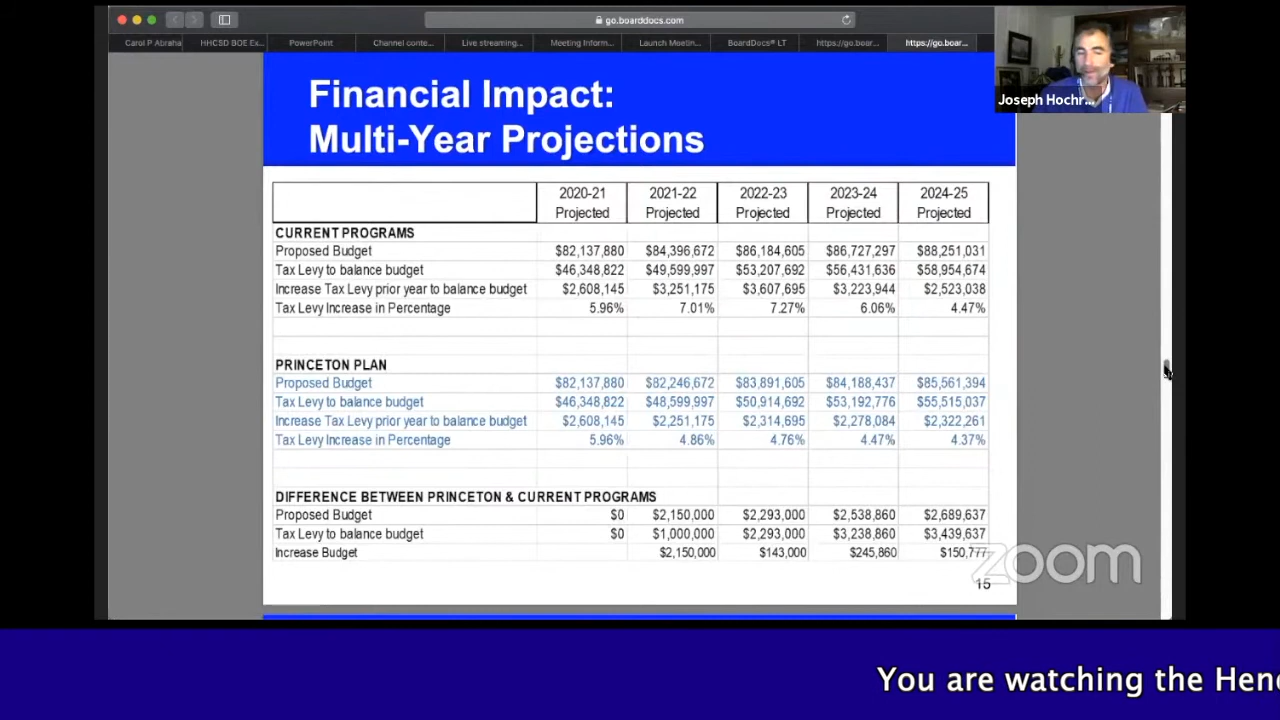 go.boarddocs.com
Carol P Abraha HHCSD BOE Ex... PowerPoint Channel conte... Live streaming... Meeting Inform... Launch Meetin... BoardDocs® LT https://go.boar... https://go.boar...
Joseph Hochr...
Financial Impact:
Multi-Year Projections
2020-21 2021-22 2022-23 2023-24 2024-25
Projected Projected Projected Projected Projected
CURRENT PROGRAMS
Proposed Budget $82,137,880 $84,396,672 $86,184,605 $86,727,297 $88,251,031
Tax Levy to balance budget $46,348,822 $49,599,997 $53,207,692 $56,431,636 $58,954,674
Increase Tax Levy prior year to balance budget $2,608,145 $3,251,175 $3,607,695 $3,223,944 $2,523,038
Tax Levy Increase in Percentage 5.96% 7.01% 7.27% 6.06% 4.47%
PRINCETON PLAN
Proposed Budget $82,137,880 $82,246,672 $83,891,605 $84,188,437 $85,561,394
Tax Levy to balance budget $46,348,822 $48,599,997 $50,914,692 $53,192,776 $55,515,037
Increase Tax Levy prior year to balance budget $2,608,145 $2,251,175 $2,314,695 $2,278,084 $2,322,261
Tax Levy Increase in Percentage 5.96% 4.86% 4.76% 4.47% 4.37%
DIFFERENCE BETWEEN PRINCETON & CURRENT PROGRAMS
Proposed Budget $0 $2,150,000 $2,293,000 $2,538,860 $2,689,637
Tax Levy to balance budget $0 $1,000,000 $2,293,000 $3,238,860 $3,439,637
Increase Budget $2,150,000 $143,000 $245,860 $150,777
zoom
15
You are watching the Hen